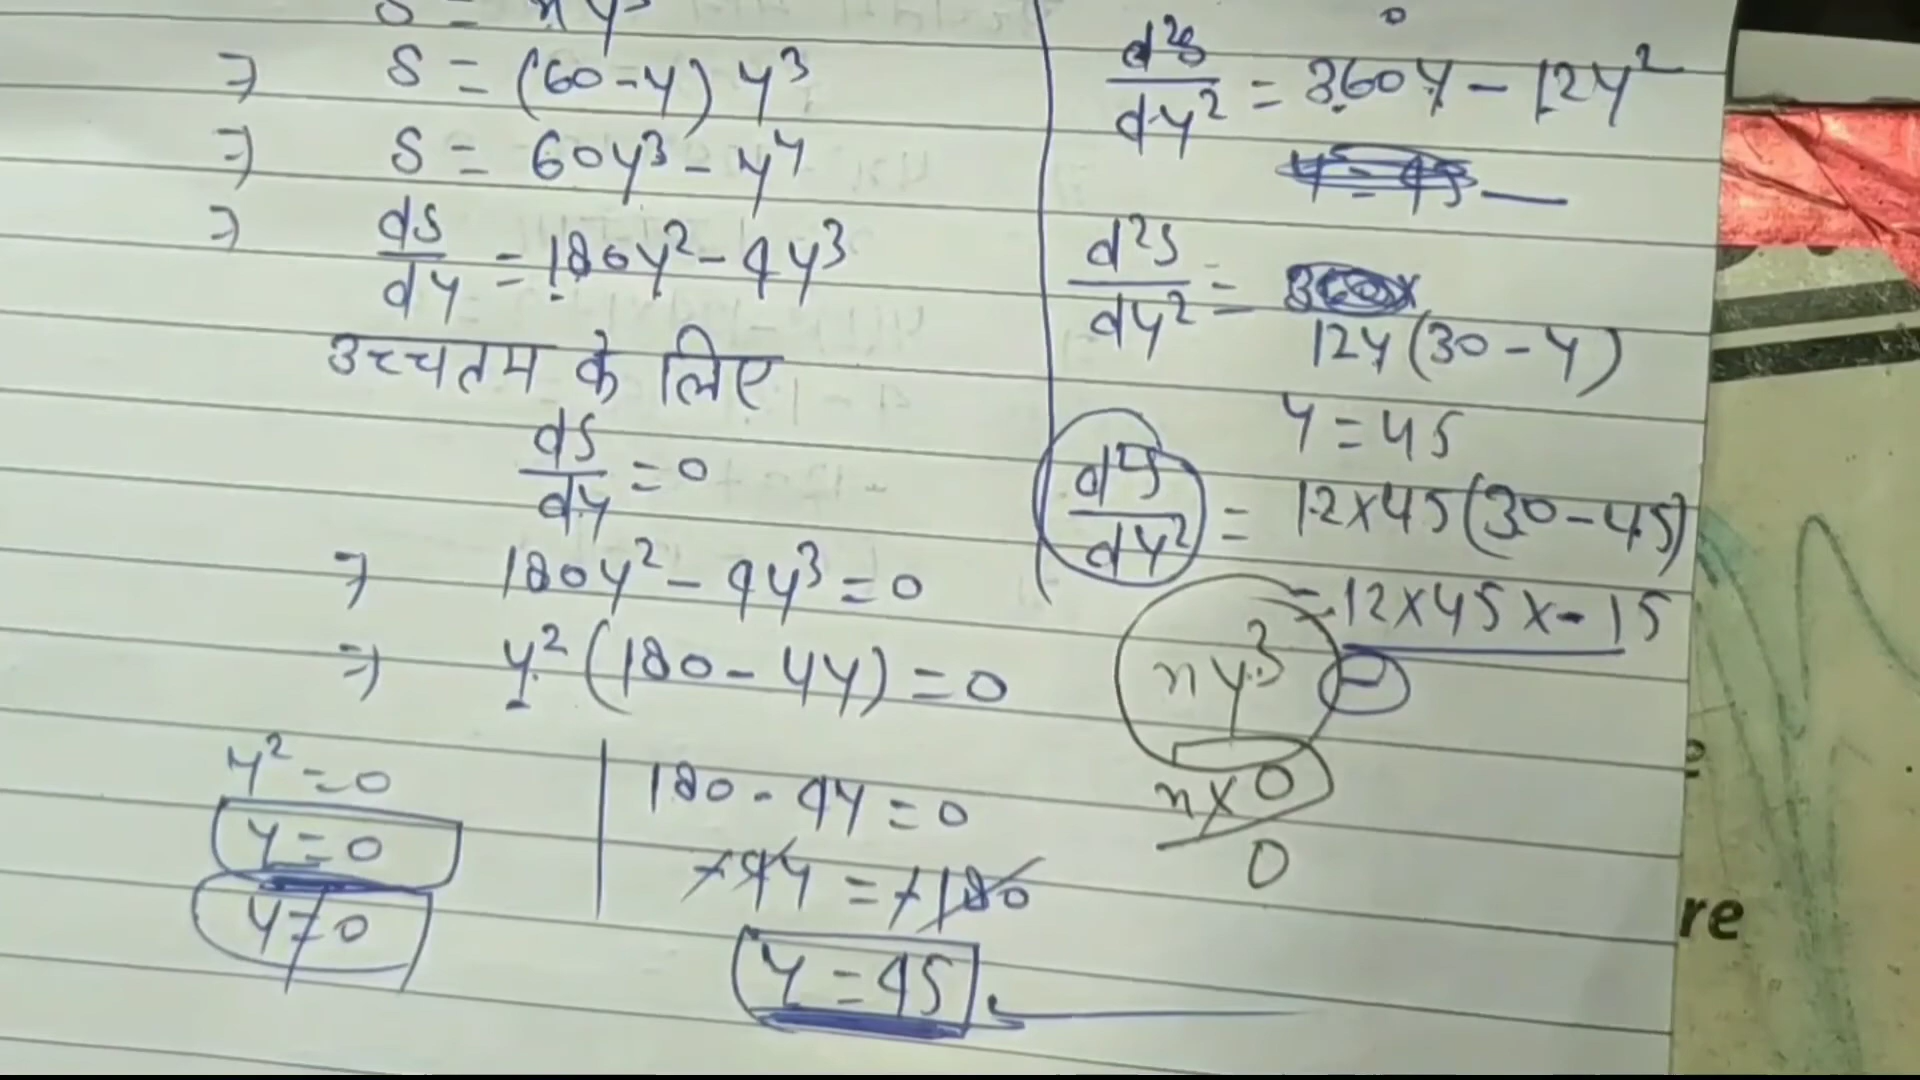 S = xy³
⇒ S = (60-y) y³
⇒ S = 60y³ - y⁴
⇒ dS/dy = 180y² - 4y³
उच्चतम के लिए
dS/dy = 0
⇒ 180y² - 4y³ = 0
⇒ y² (180 - 4y) = 0
y² = 0
y = 0
y ≠ 0
180 - 4y = 0
-4y = -180
y = 45
d²S/dy² = 360y - 12y²
d²S/dy² = 12y(30-y)
y = 45
d²S/dy² = 12×45(30-45)
= 12×45×-15
-
xy³
x×0
0
re